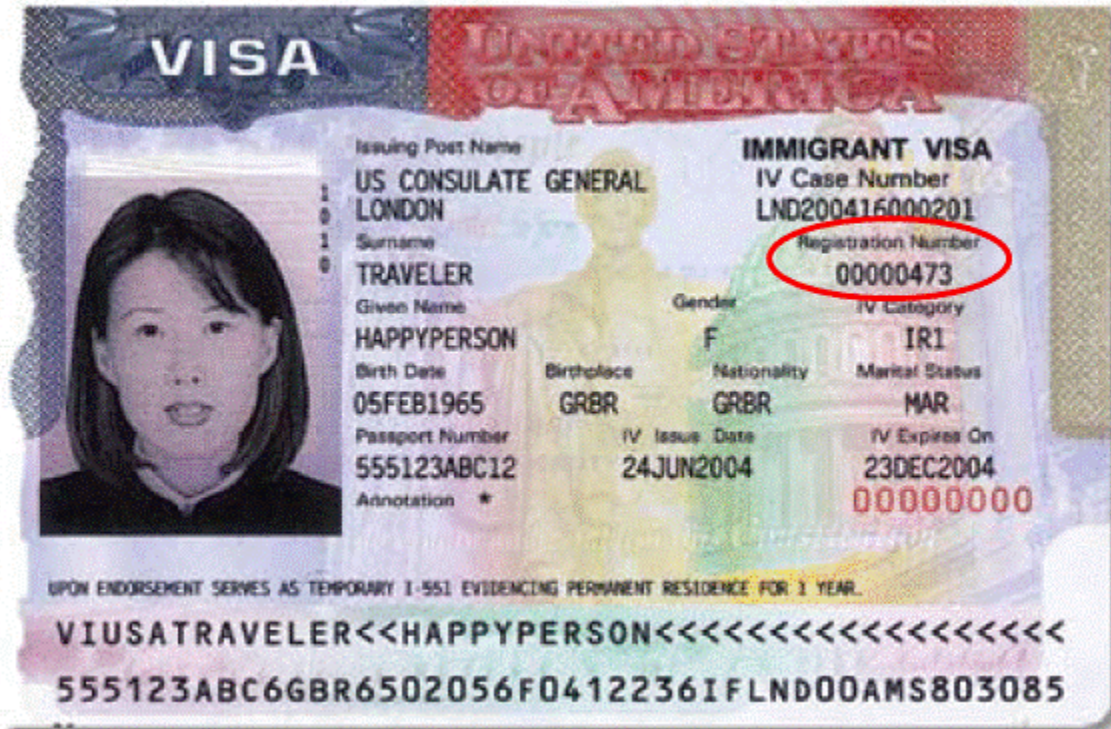 VISA
UNITED STATES
OF AMERICA
Issuing Post Name
IMMIGRANT VISA
US CONSULATE GENERAL
LONDON
IV Case Number
LND200416000201
Surname
Registration Number
TRAVELER
00000473
Given Name
Gender
IV Category
HAPPYPERSON
F
IR1
Birth Date
Birthplace
Nationality
Marital Status
05FEB1965
GRBR
GRBR
MAR
Passport Number
IV Issue Date
IV Expires On
555123ABC12
24JUN2004
23DEC2004
Annotation *
00000000
1010
UPON ENDORSEMENT SERVES AS TEMPORARY I-551 EVIDENCING PERMANENT RESIDENCE FOR 1 YEAR.
VIUSATRAVELER<<HAPPYPERSON<<<<<<<<<<<<<<<<<<
555123ABC6GBR6502056F0412236IFLND00AMS803085